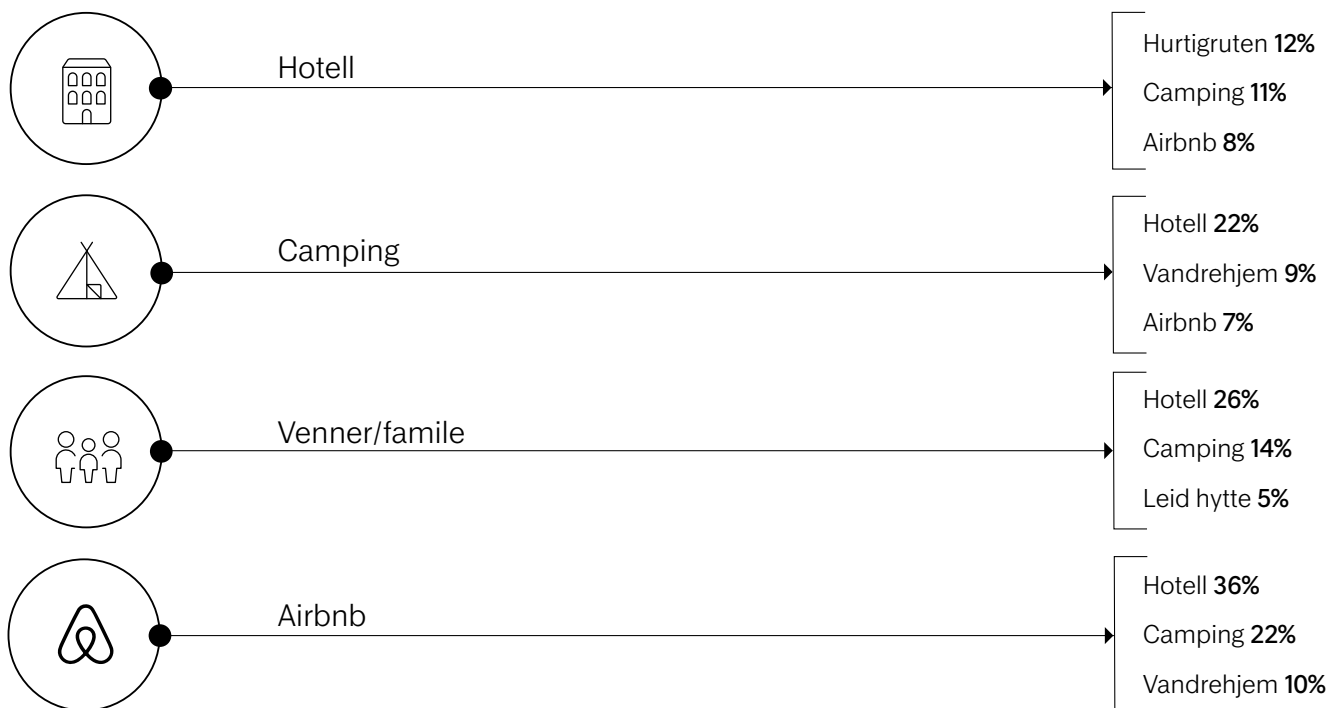 Hotell
Hurtigruten 12%
Camping 11%
Airbnb 8%
Camping
Hotell 22%
Vandrehjem 9%
Airbnb 7%
Venner/famile
Hotell 26%
Camping 14%
Leid hytte 5%
Airbnb
Hotell 36%
Camping 22%
Vandrehjem 10%